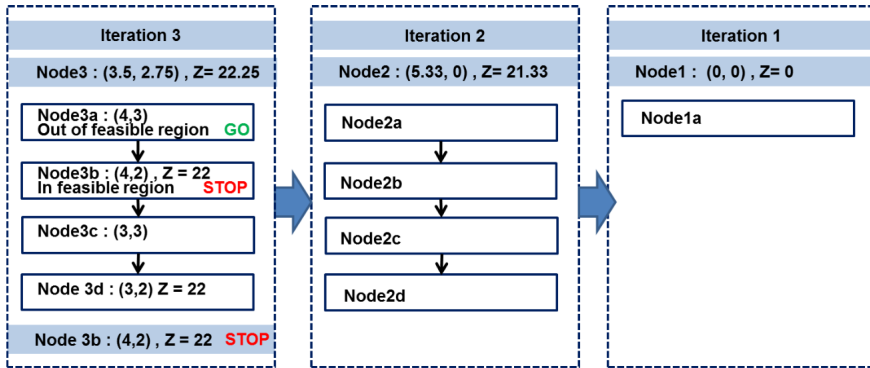 Iteration 3
Node3 : (3.5, 2.75) , Z= 22.25
Node3a : (4,3)
Out of feasible region GO
Node3b : (4,2) , Z = 22
In feasible region STOP
Node3c : (3,3)
Node 3d : (3,2) Z = 22
Node 3b : (4,2) , Z = 22 STOP
Iteration 2
Node2 : (5.33, 0) , Z= 21.33
Node2a
Node2b
Node2c
Node2d
Iteration 1
Node1 : (0, 0) , Z= 0
Node1a